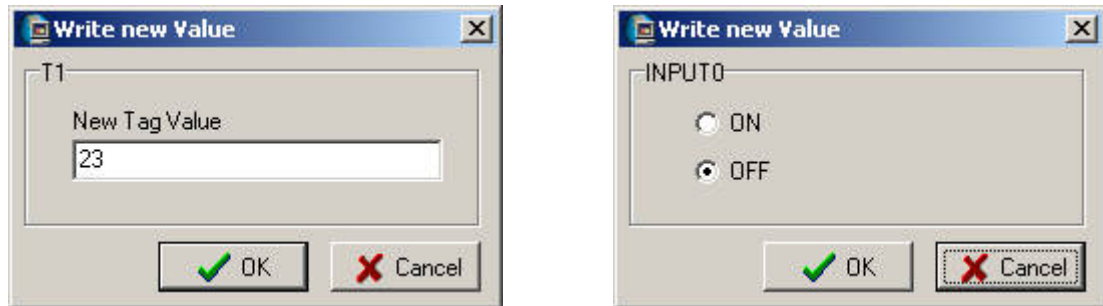 Write new Value
T1
New Tag Value
23
OK
Cancel
Write new Value
INPUT0
ON
OFF
OK
Cancel